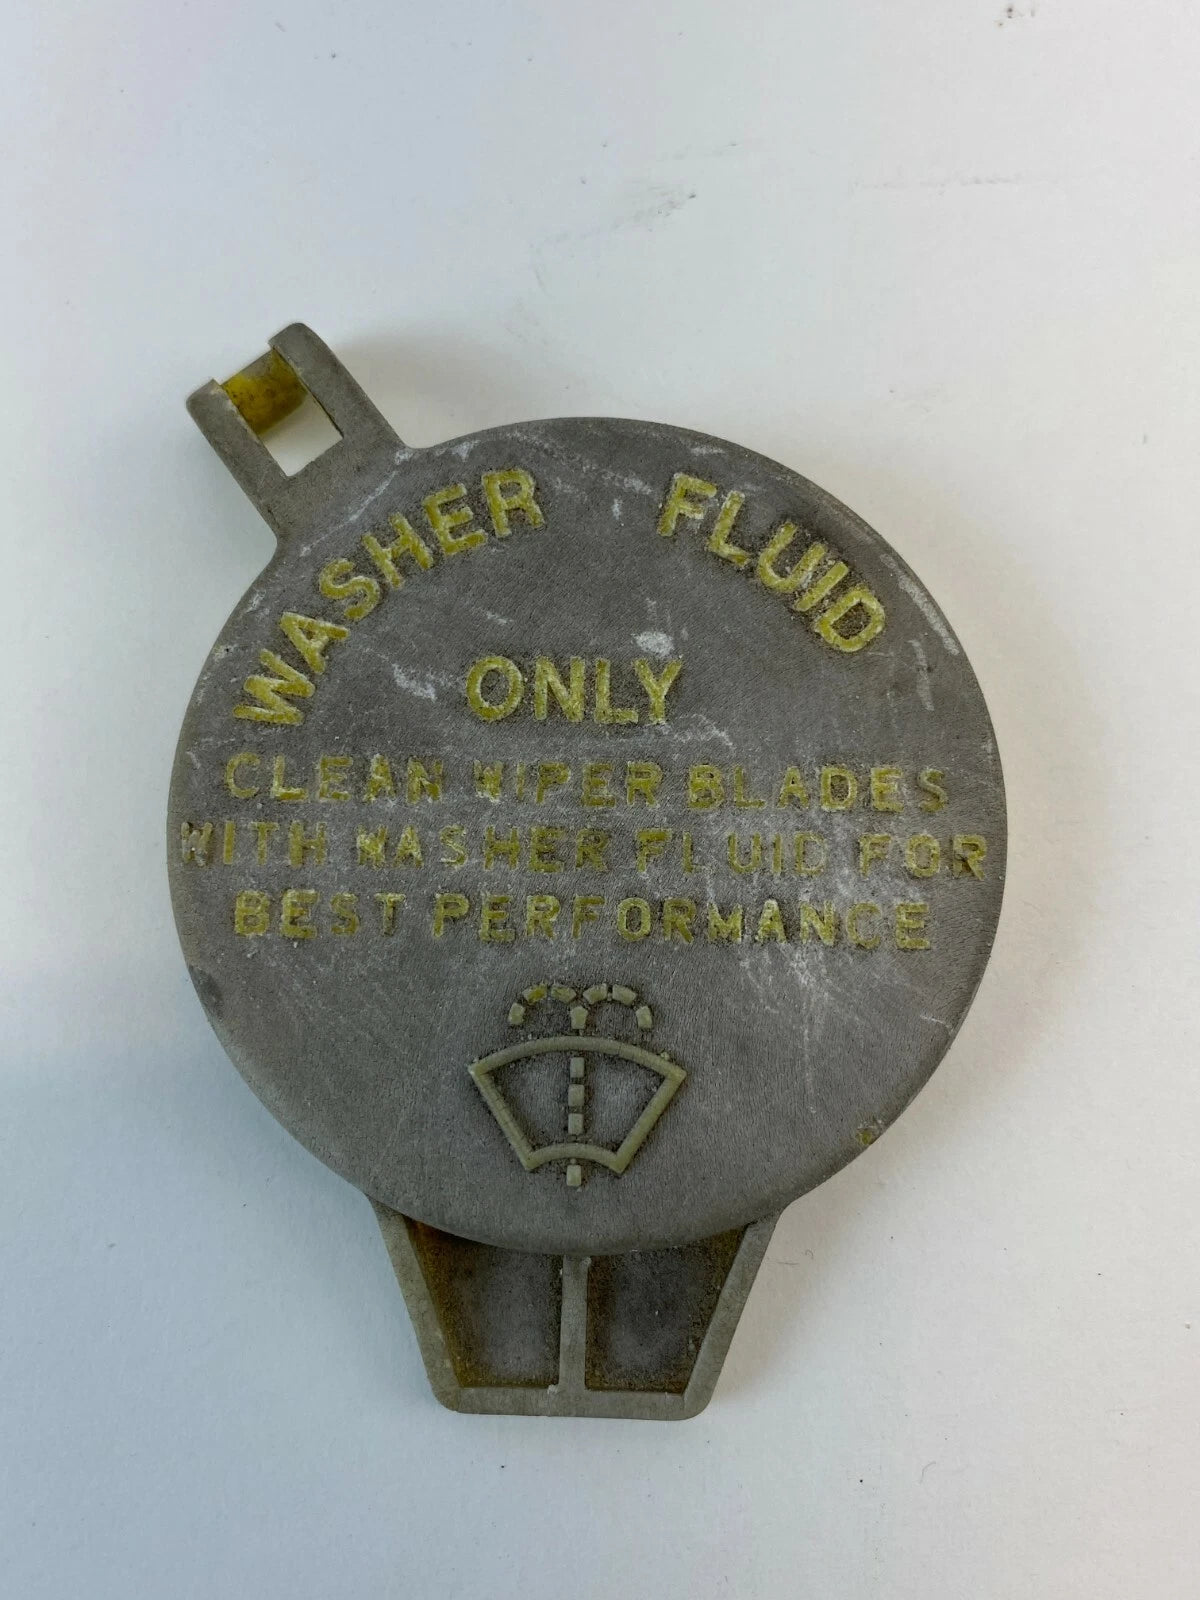 WASHER FLUID
ONLY
CLEAN WIPER BLADES
WITH WASHER FLUID FOR
BEST PERFORMANCE